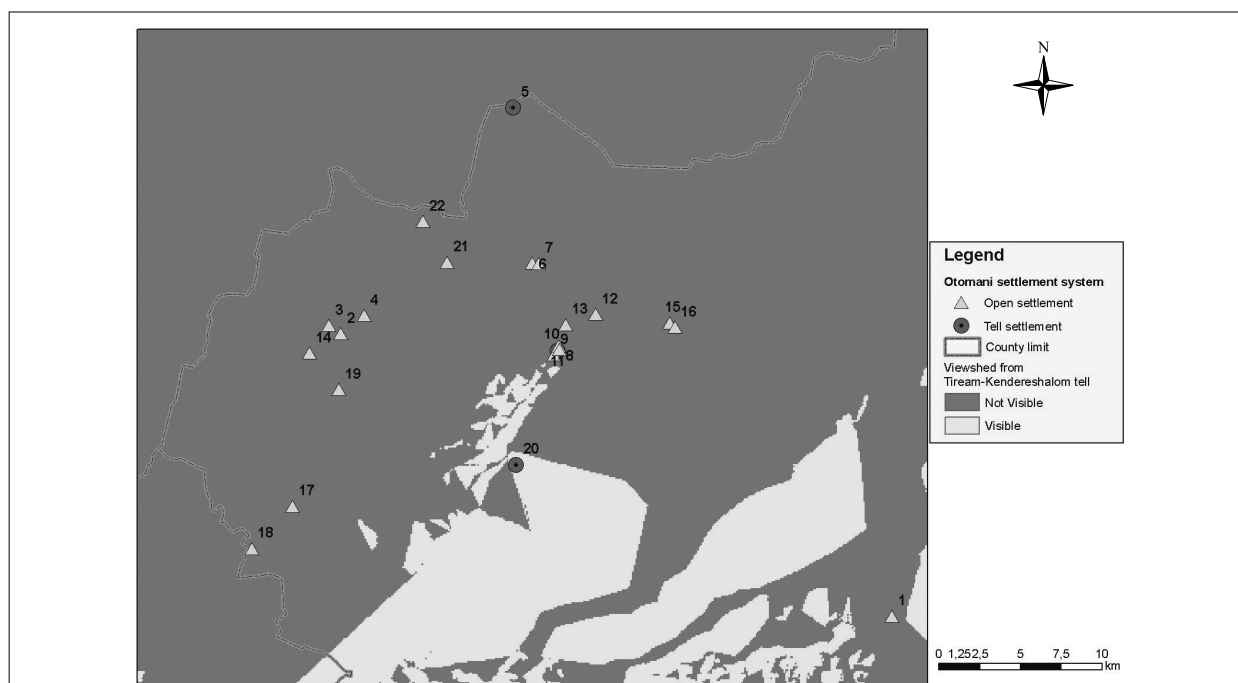 N
5
22
21
7
6
3
4
2
14
13
12
15
16
10
9
8
11
19
20
17
18
1
Legend
Otomani settlement system
Open settlement
Tell settlement
County limit
Viewshed from
Tiream-Kendereshalom tell
Not Visible
Visible
0 1,252,5 5 7,5 10
km